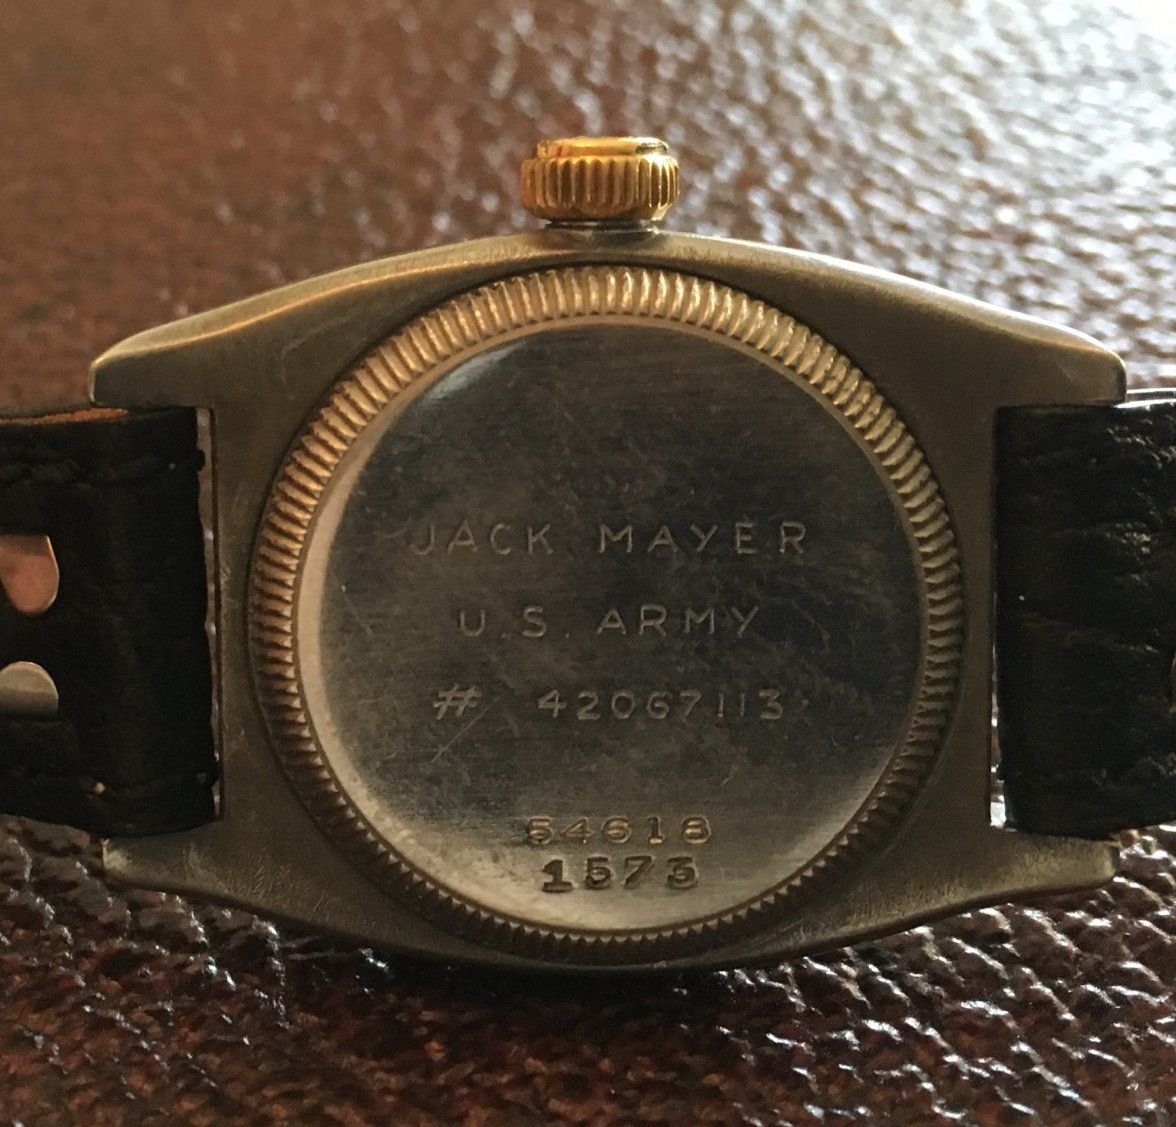 JACK MAYER
U.S. ARMY
# 42067113
54618
1573